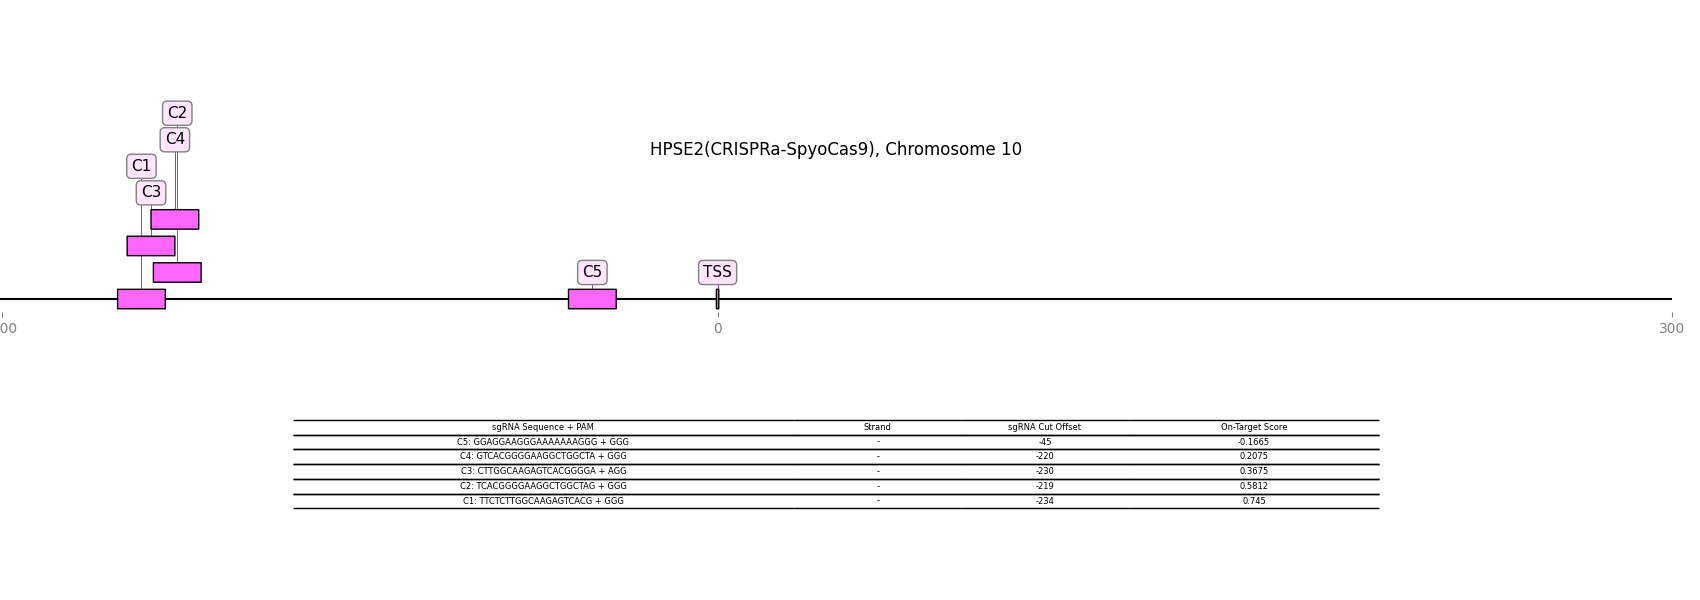 C2
C4
HPSE2(CRISPRa-SpyoCas9), Chromosome 10
C1
C3
C5 TSS
00 0 300
sgRNA Sequence + PAM Strand sgRNA Cut Offset On-Target Score
C5: GGAGGAAGGGAAAAAAAGGG + GGG - -45 -0.1665
C4: GTCACGGGGAAGGCTGGCTA + GGG - -220 0.2075
C3: CTTGGCAAGAGTCACGGGGA + AGG - -230 0.3675
C2: TCACGGGGAAGGCTGGCTAG + GGG - -219 0.5812
C1: TTCTCTTGGCAAGAGTCACG + GGG - -234 0.745